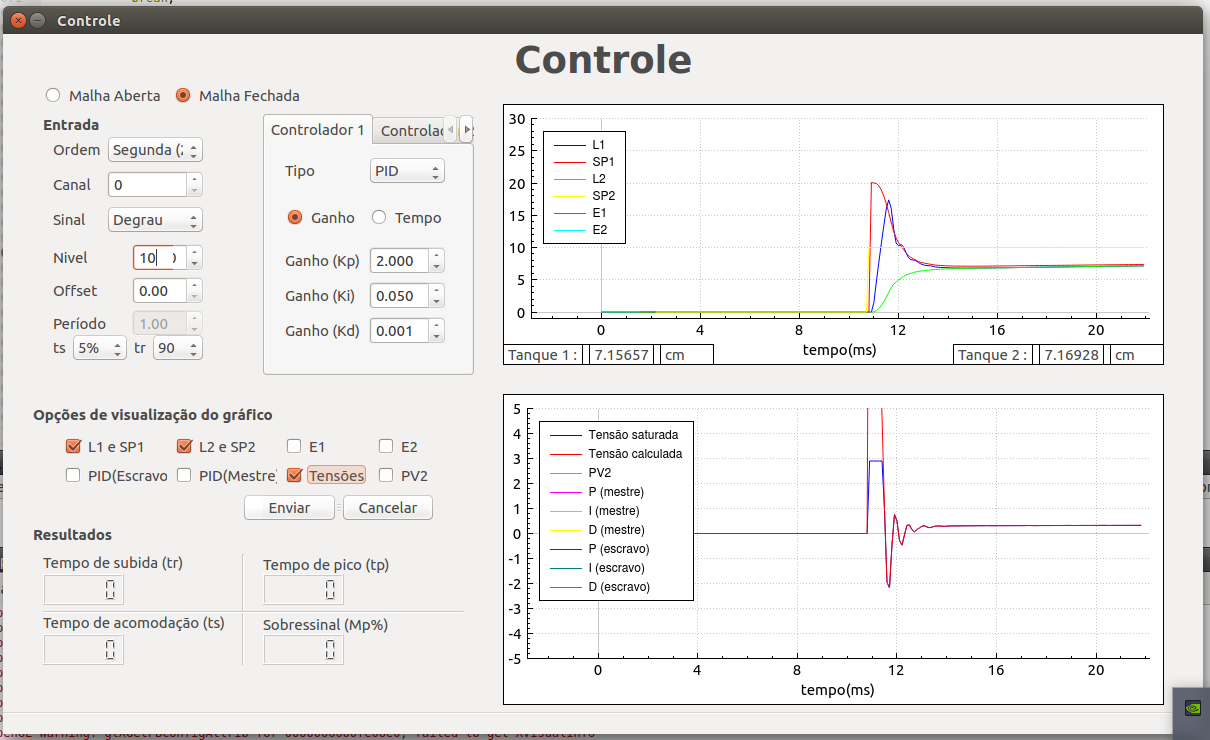 break;
Controle
Controle
Malha Aberta Malha Fechada
Entrada
Ordem Segunda (2
Canal 0
Sinal Degrau
Nivel 10
Offset 0.00
Período 1.00
ts 5% tr 90
Controlador 1 Controlad
Tipo PID
Ganho Tempo
Ganho (Kp) 2.000
Ganho (Ki) 0.050
Ganho (Kd) 0.001
Opções de visualização do gráfico
L1 e SP1 L2 e SP2 E1 E2
PID(Escravo PID(Mestre) Tensões PV2
Enviar Cancelar
Resultados
Tempo de subida (tr) Tempo de pico (tp)
0 0
Tempo de acomodação (ts) Sobressinal (Mp%)
0 0
30
25
20
15
10
5
0
L1
SP1
L2
SP2
E1
E2
0 4 8 12 16 20
tempo(ms)
Tanque 1 : 7.15657 cm Tanque 2 : 7.16928 cm
5
4
3
2
1
0
-1
-2
-3
-4
-5
Tensão saturada
Tensão calculada
PV2
P (mestre)
I (mestre)
D (mestre)
P (escravo)
I (escravo)
D (escravo)
0 4 8 12 16 20
tempo(ms)